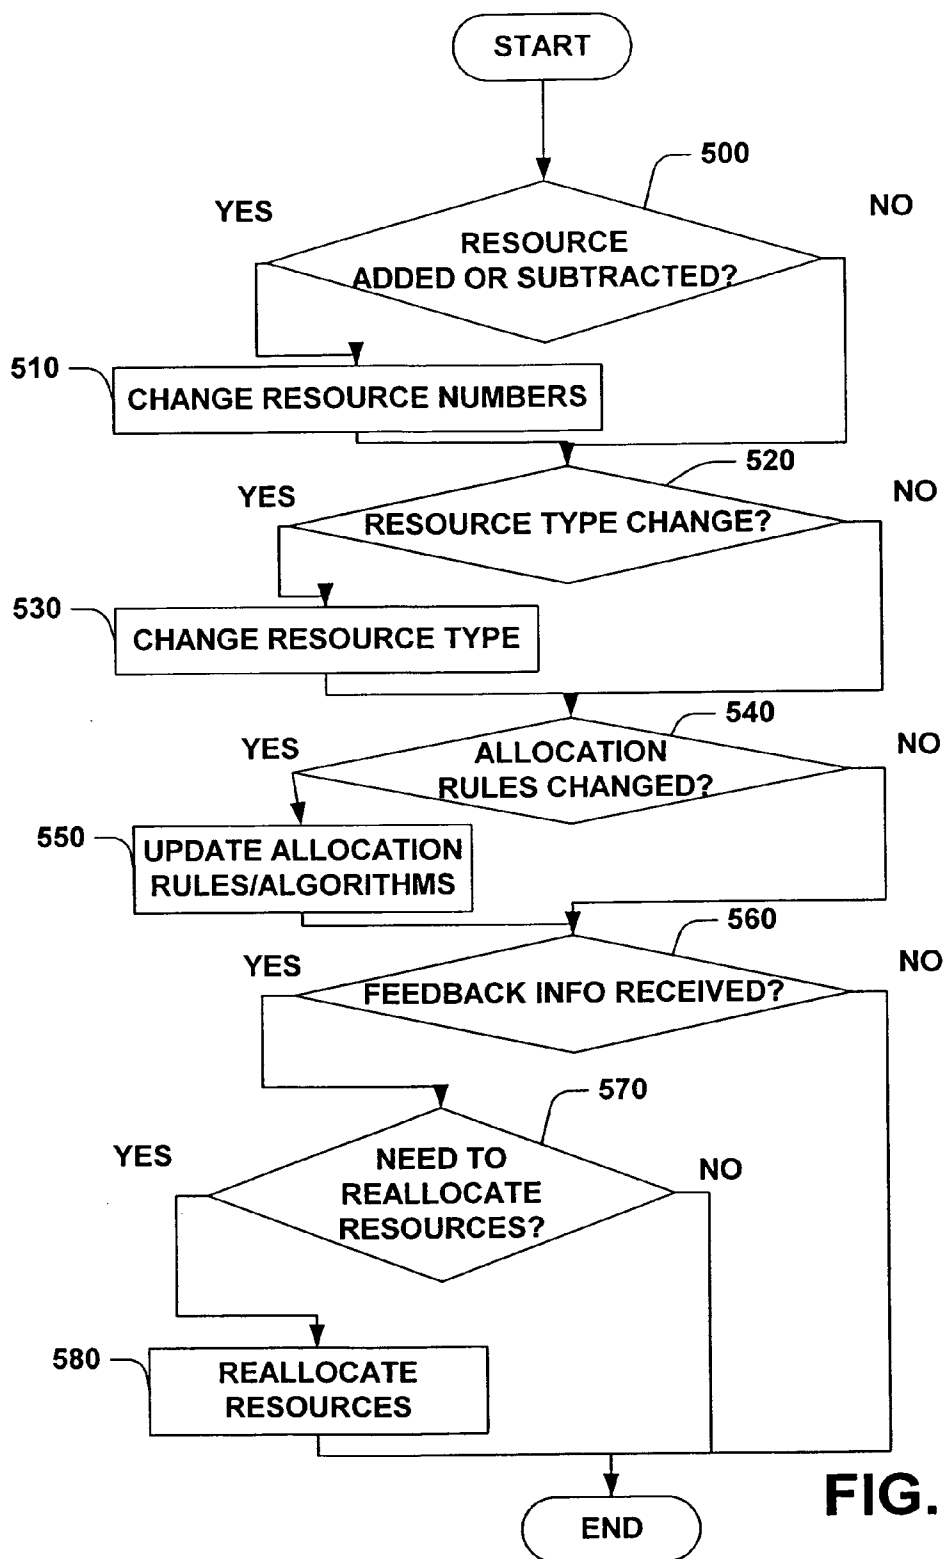 START
500
YES
NO
RESOURCE
ADDED OR SUBTRACTED?
510
CHANGE RESOURCE NUMBERS
520
YES
NO
RESOURCE TYPE CHANGE?
530
CHANGE RESOURCE TYPE
540
YES
NO
ALLOCATION
RULES CHANGED?
550
UPDATE ALLOCATION
RULES/ALGORITHMS
560
YES
NO
FEEDBACK INFO RECEIVED?
570
YES
NO
NEED TO
REALLOCATE
RESOURCES?
580
REALLOCATE
RESOURCES
FIG.
END